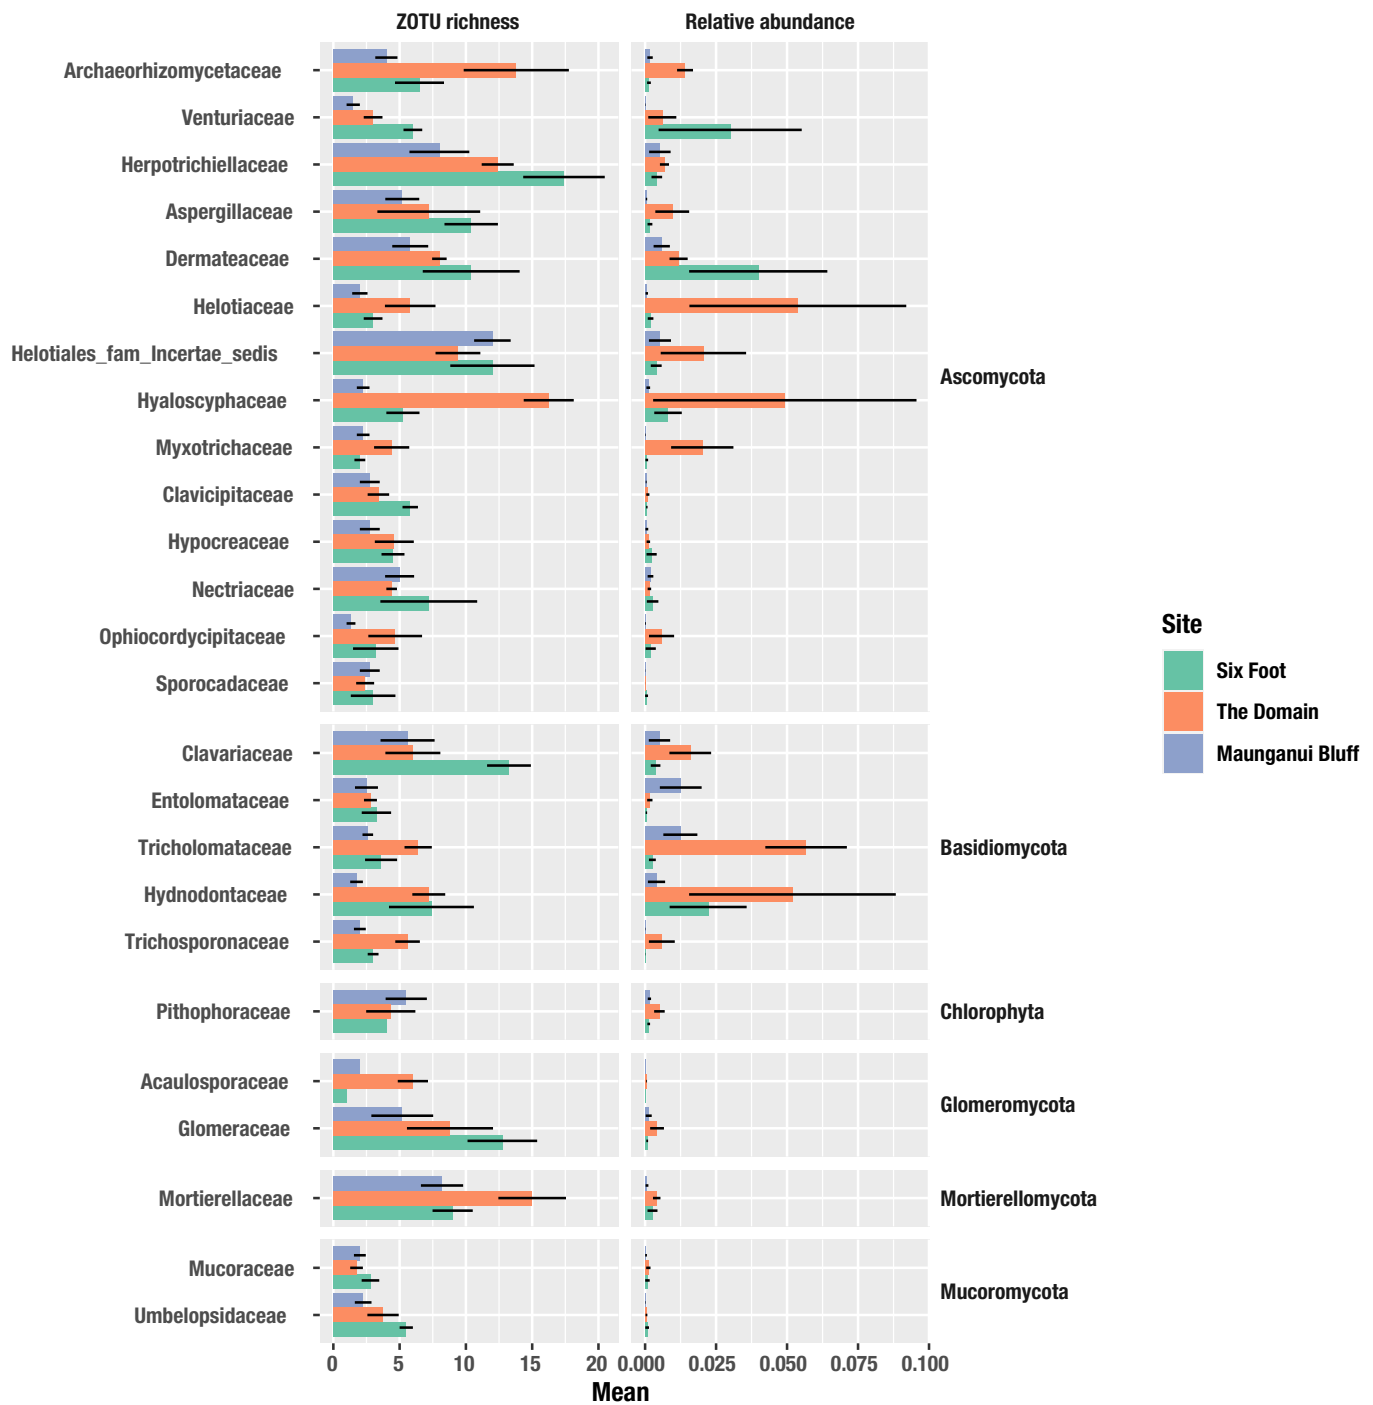 ZOTU richness
Relative abundance
Archaeorhizomycetaceae
Venturiaceae
Herpotrichiellaceae
Aspergillaceae
Dermateaceae
Helotiaceae
Helotiales_fam_Incertae_sedis
Hyaloscyphaceae
Myxotrichaceae
Clavicipitaceae
Hypocreaceae
Nectriaceae
Ophiocordycipitaceae
Sporocadaceae
Ascomycota
Clavariaceae
Entolomataceae
Tricholomataceae
Hydnodontaceae
Trichosporonaceae
Basidiomycota
Pithophoraceae
Chlorophyta
Acaulosporaceae
Glomeraceae
Glomeromycota
Mortierellaceae
Mortierellomycota
Mucoraceae
Umbelopsidaceae
Mucoromycota
0 5 10 15 20
0.000 0.025 0.050 0.075 0.100
Mean
Site
Six Foot
The Domain
Maunganui Bluff